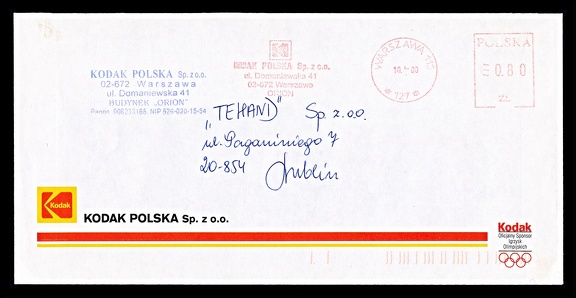 KODAK POLSKA Sp. z o.o.
02-672 Warszawa
ul. Domaniewska 41
BUDYNEK „ORION"
KODAK POLSKA Sp. z o.o.
ul. Domaniewska 41
02-672 Warszawa
ORION
WARSZAWA
127
POLSKA
0.80
ZŁ
„TEHAND" Sp. z.o.o.
ul. Paganiniego 7
20-854 Lublin
Kodak
KODAK POLSKA Sp. z o.o.
Kodak
Oficjalny Sponsor
Igrzysk
Olimpijskich